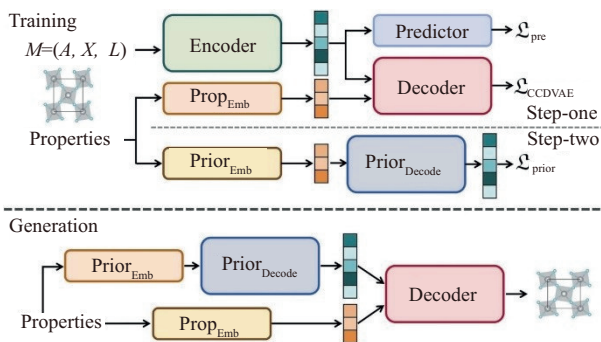 Training
M=(A, X, L)
Encoder
Predictor
𝔏pre
Decoder
𝔏CCDVAE
PropEmb
Step-one
Properties
Step-two
PriorEmb
PriorDecode
𝔏prior
Generation
PriorEmb
PriorDecode
Decoder
Properties
PropEmb